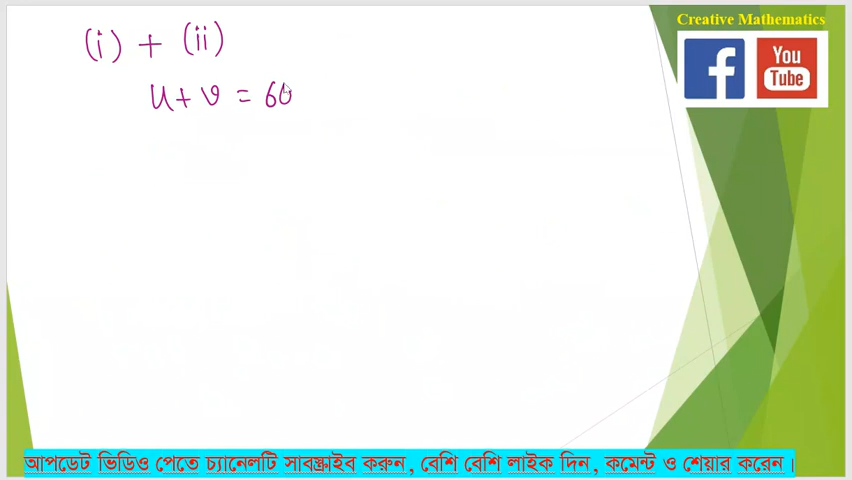 Creative Mathematics
f
You
Tube
(i) + (ii)
u + v = 60
আপডেট ভিডিও পেতে চ্যানেলটি সাবস্ক্রাইব করুন, বেশি বেশি লাইক দিন, কমেন্ট ও শেয়ার করেন।